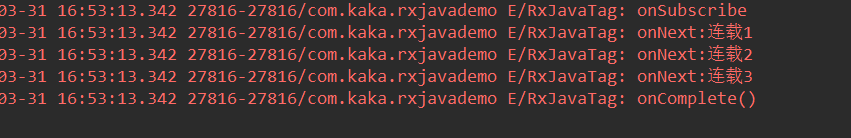 03-31 16:53:13.342 27816-27816/com.kaka.rxjavademo E/RxJavaTag: onSubscribe
03-31 16:53:13.342 27816-27816/com.kaka.rxjavademo E/RxJavaTag: onNext:连载1
03-31 16:53:13.342 27816-27816/com.kaka.rxjavademo E/RxJavaTag: onNext:连载2
03-31 16:53:13.342 27816-27816/com.kaka.rxjavademo E/RxJavaTag: onNext:连载3
03-31 16:53:13.342 27816-27816/com.kaka.rxjavademo E/RxJavaTag: onComplete()